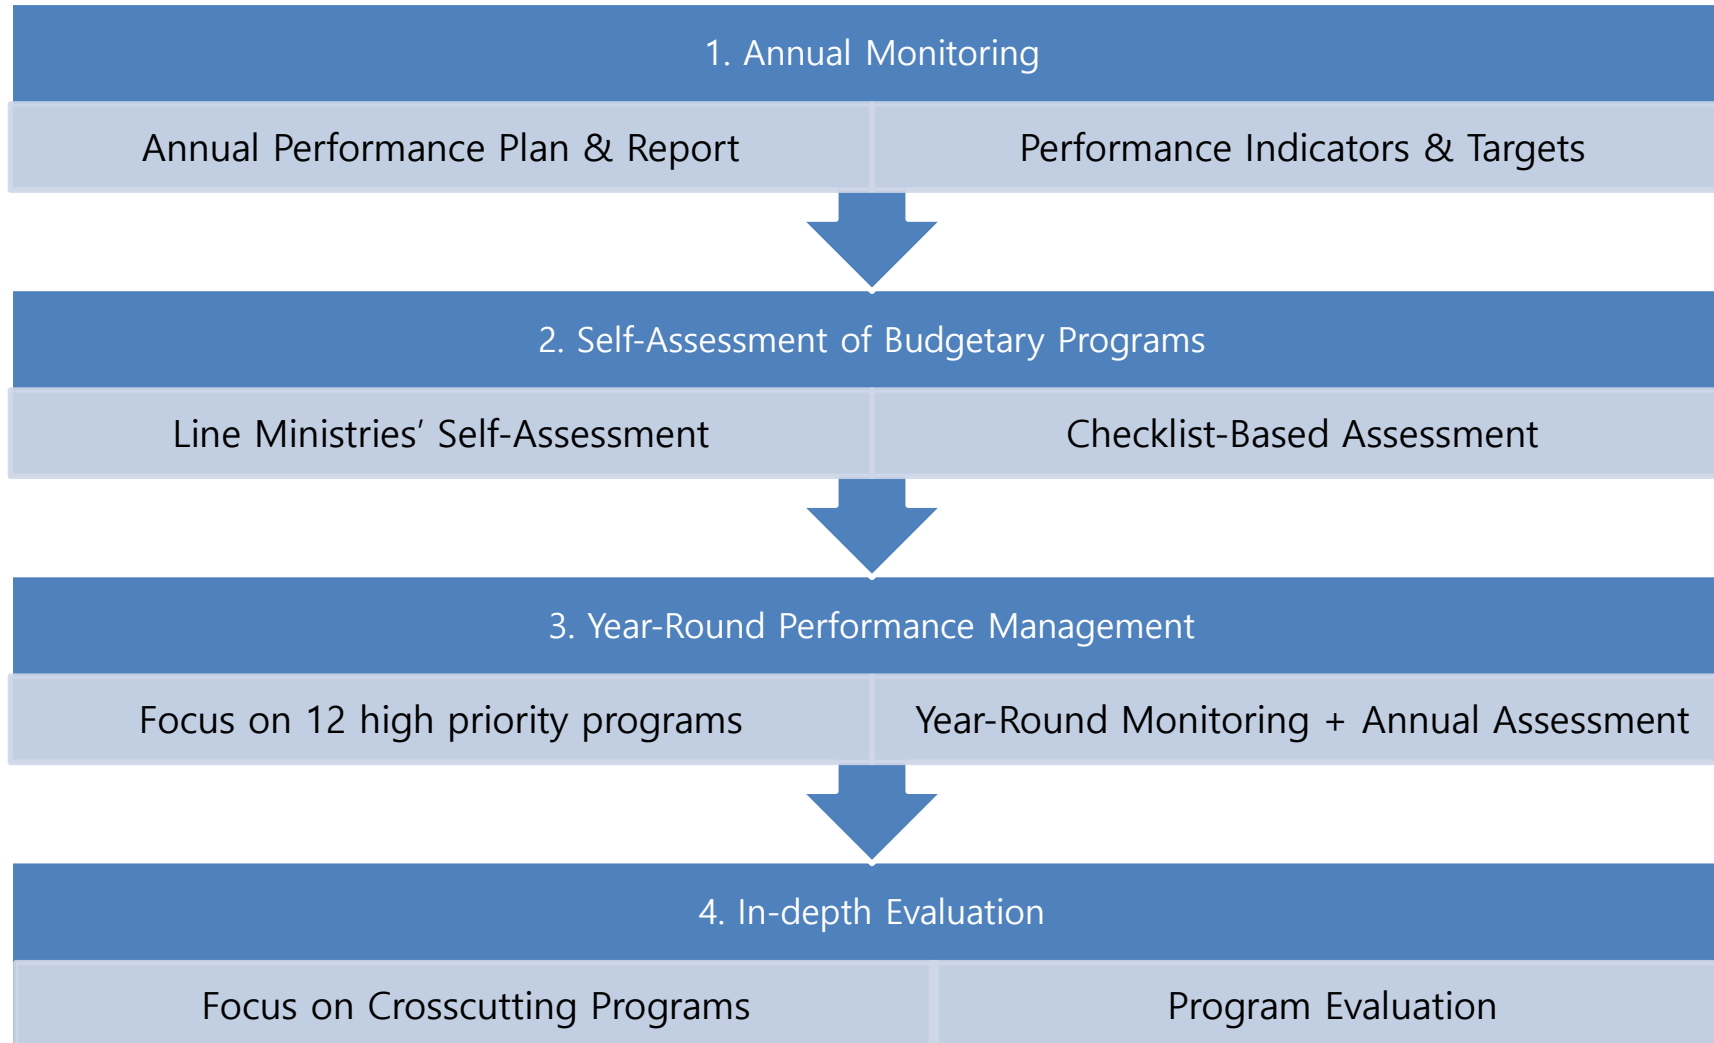 1. Annual Monitoring
Annual Performance Plan & Report
Performance Indicators & Targets
2. Self-Assessment of Budgetary Programs
Line Ministries’ Self-Assessment
Checklist-Based Assessment
3. Year-Round Performance Management
Focus on 12 high priority programs
Year-Round Monitoring + Annual Assessment
4. In-depth Evaluation
Focus on Crosscutting Programs
Program Evaluation